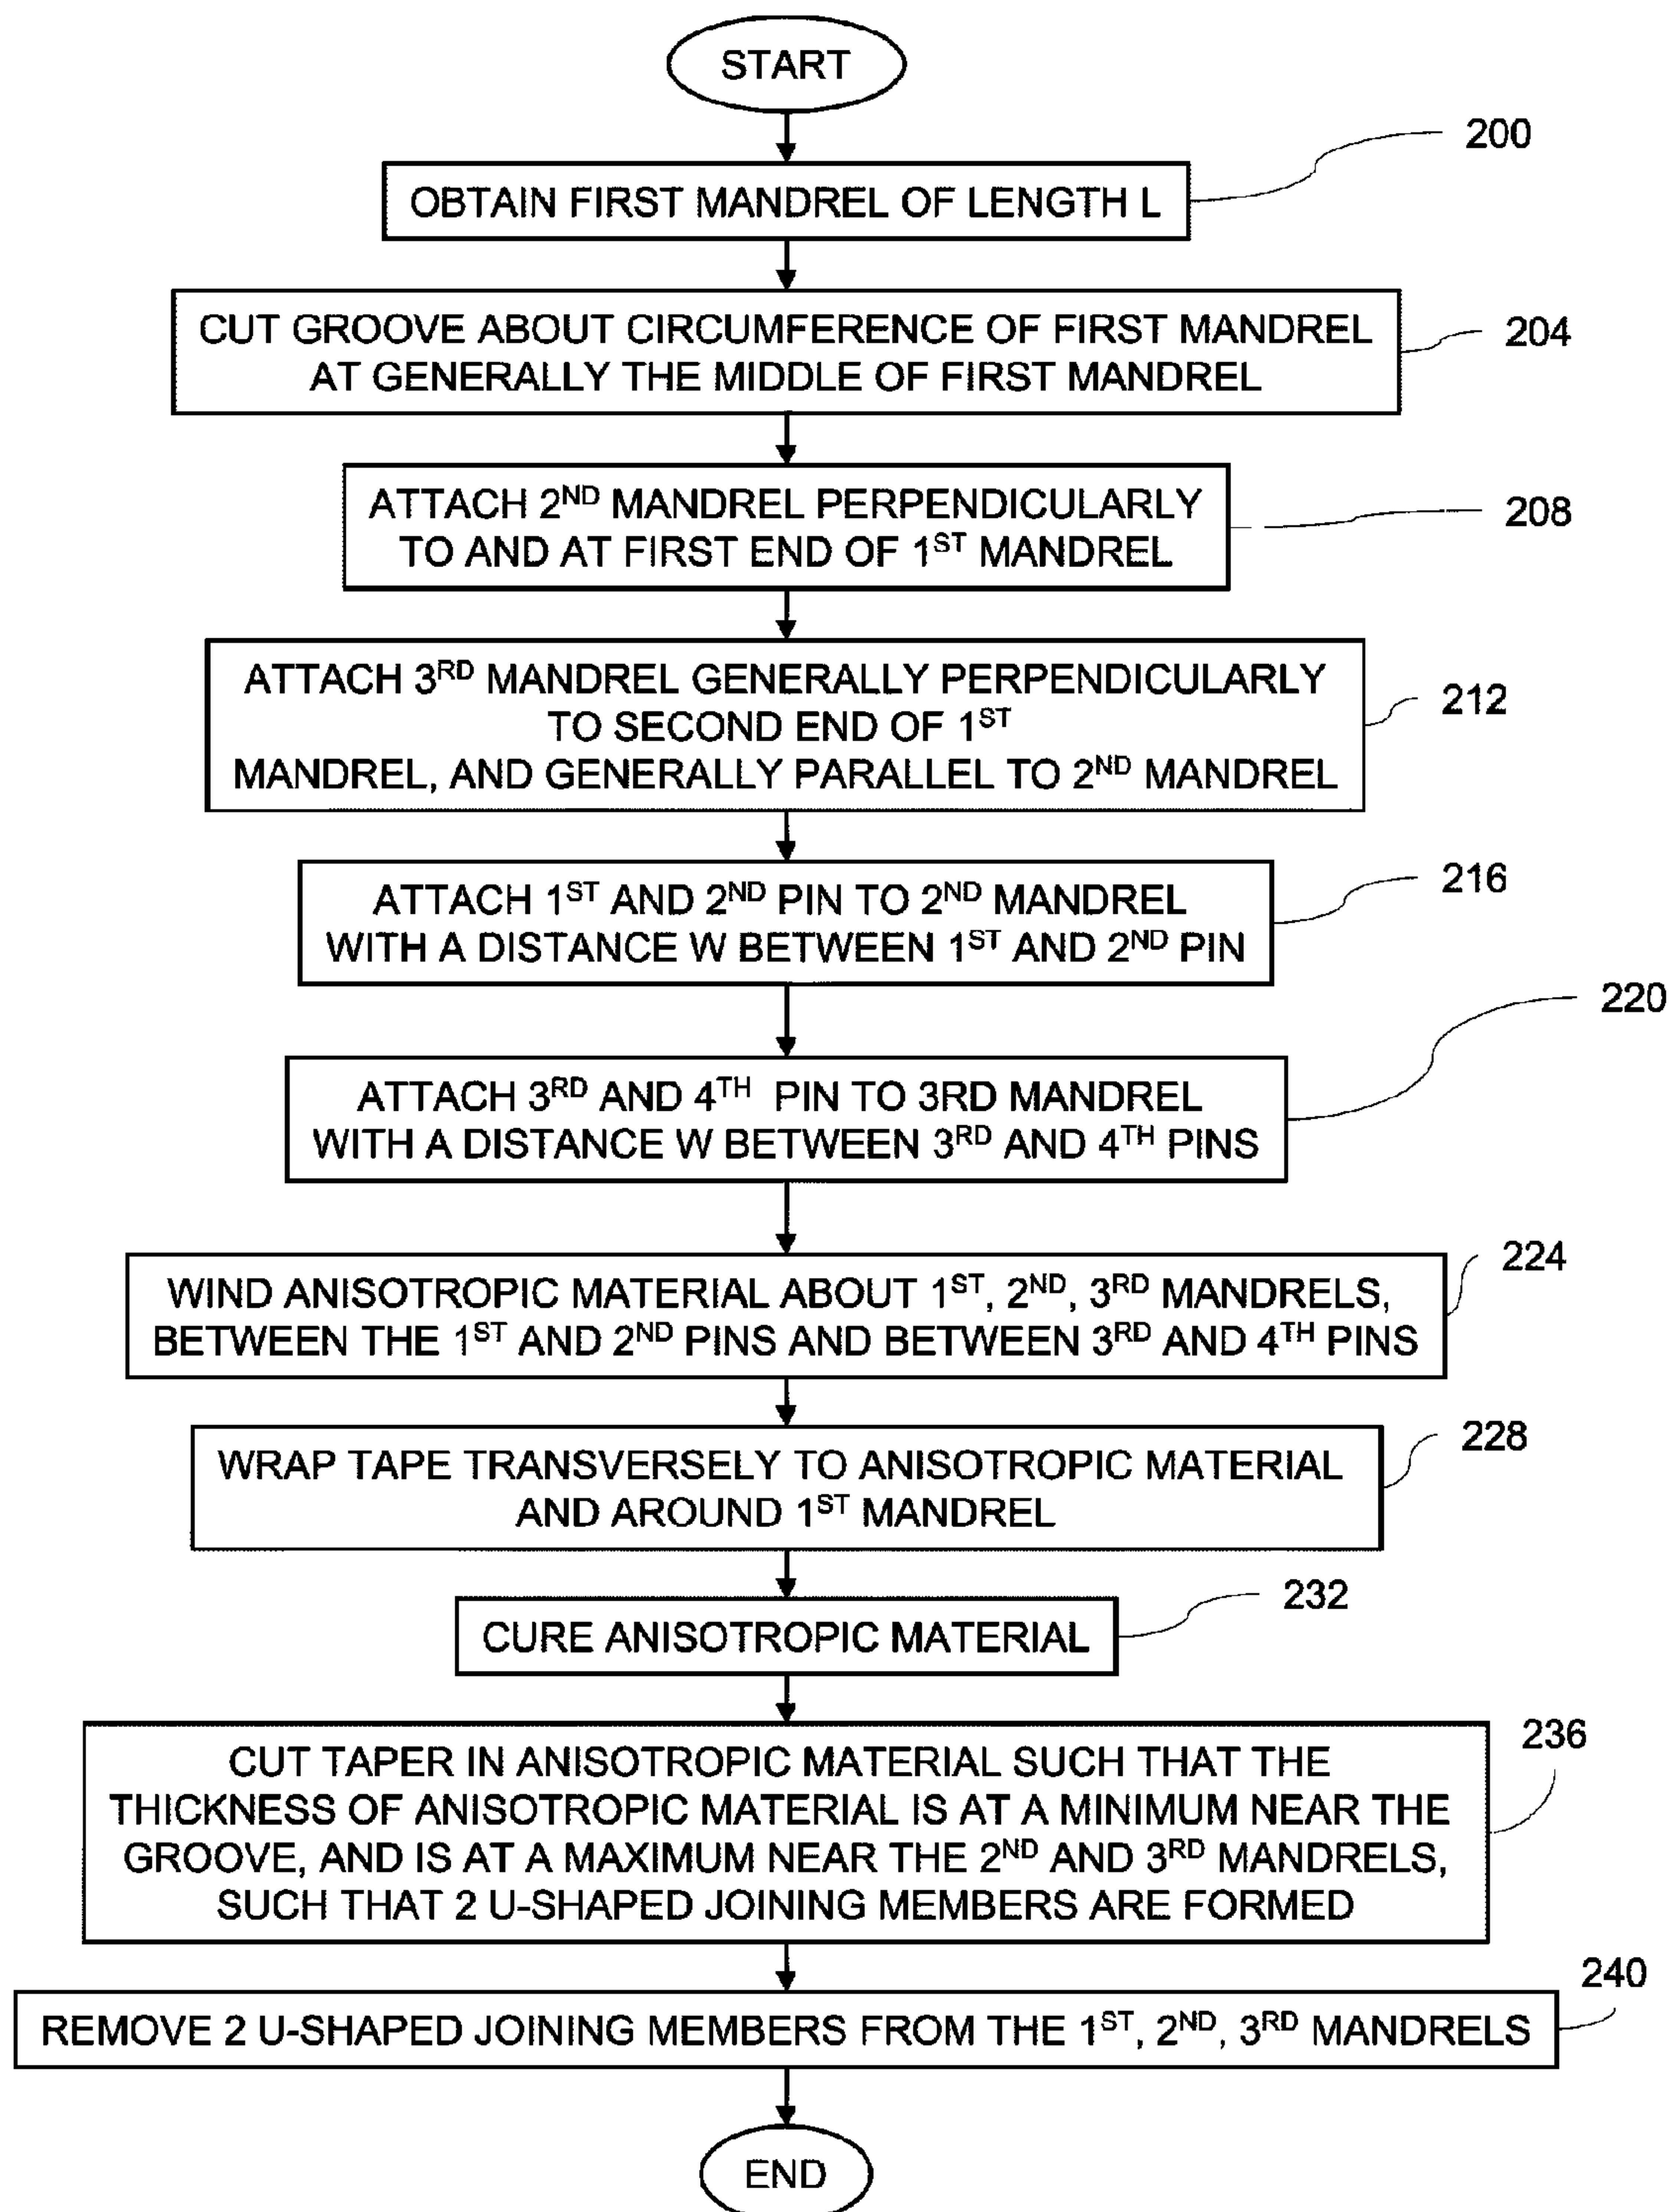 START
200
OBTAIN FIRST MANDREL OF LENGTH L
CUT GROOVE ABOUT CIRCUMFERENCE OF FIRST MANDREL
AT GENERALLY THE MIDDLE OF FIRST MANDREL
204
ATTACH 2ND MANDREL PERPENDICULARLY
TO AND AT FIRST END OF 1ST MANDREL
208
ATTACH 3RD MANDREL GENERALLY PERPENDICULARLY
TO SECOND END OF 1ST
MANDREL, AND GENERALLY PARALLEL TO 2ND MANDREL
212
ATTACH 1ST AND 2ND PIN TO 2ND MANDREL
WITH A DISTANCE W BETWEEN 1ST AND 2ND PIN
216
220
ATTACH 3RD AND 4TH PIN TO 3RD MANDREL
WITH A DISTANCE W BETWEEN 3RD AND 4TH PINS
224
WIND ANISOTROPIC MATERIAL ABOUT 1ST, 2ND, 3RD MANDRELS,
BETWEEN THE 1ST AND 2ND PINS AND BETWEEN 3RD AND 4TH PINS
228
WRAP TAPE TRANSVERSELY TO ANISOTROPIC MATERIAL
AND AROUND 1ST MANDREL
232
CURE ANISOTROPIC MATERIAL
236
CUT TAPER IN ANISOTROPIC MATERIAL SUCH THAT THE
THICKNESS OF ANISOTROPIC MATERIAL IS AT A MINIMUM NEAR THE
GROOVE, AND IS AT A MAXIMUM NEAR THE 2ND AND 3RD MANDRELS,
SUCH THAT 2 U-SHAPED JOINING MEMBERS ARE FORMED
240
REMOVE 2 U-SHAPED JOINING MEMBERS FROM THE 1ST, 2ND, 3RD MANDRELS
END